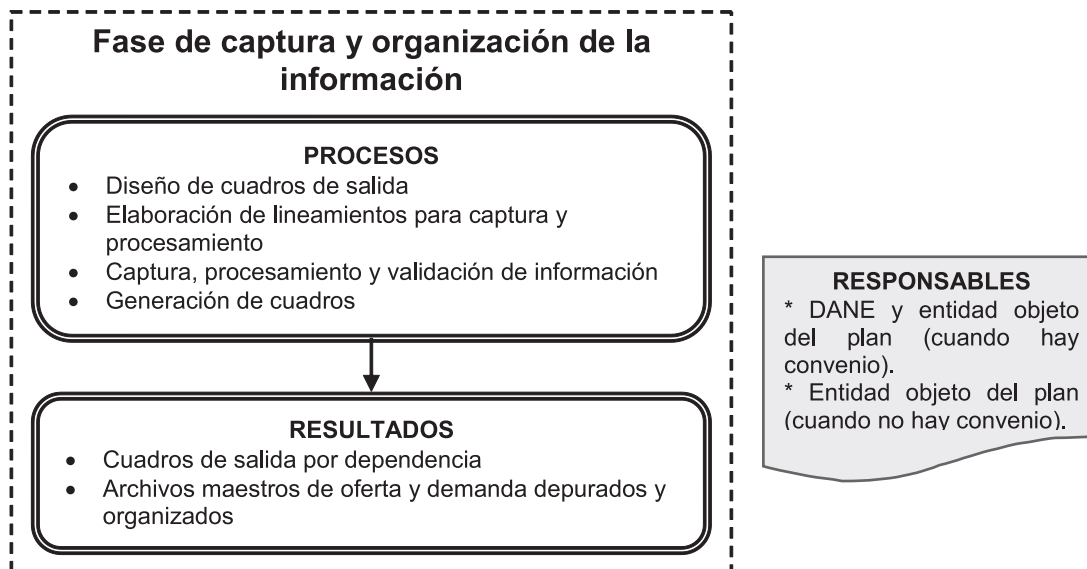 Fase de captura y organización de la
información
PROCESOS
• Diseño de cuadros de salida
• Elaboración de lineamientos para captura y
procesamiento
• Captura, procesamiento y validación de información
• Generación de cuadros
RESULTADOS
• Cuadros de salida por dependencia
• Archivos maestros de oferta y demanda depurados y
organizados
RESPONSABLES
* DANE y entidad objeto
del plan (cuando hay
convenio).
* Entidad objeto del plan
(cuando no hay convenio).